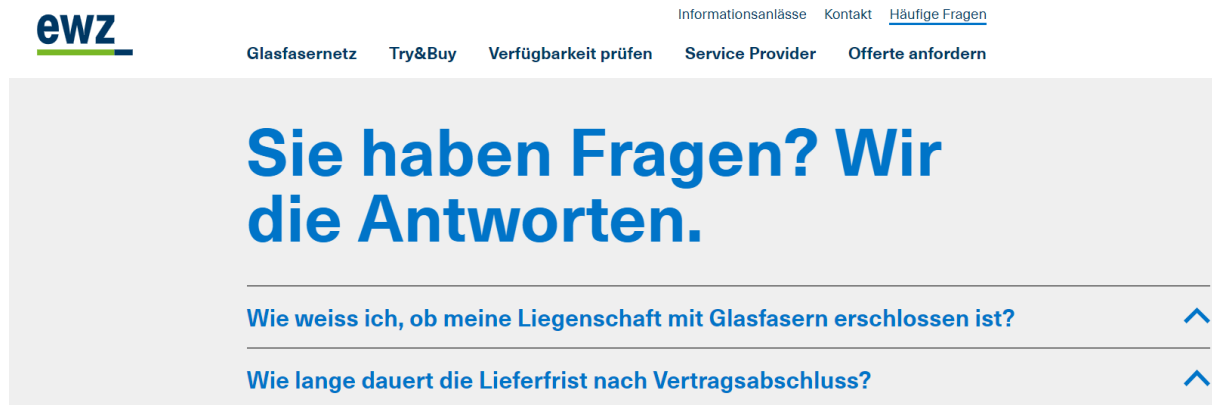 ewz
Informationsanlässe Kontakt Häufige Fragen
Glasfasernetz Try&Buy Verfügbarkeit prüfen Service Provider Offerte anfordern
Sie haben Fragen? Wir
die Antworten.
Wie weiss ich, ob meine Liegenschaft mit Glasfasern erschlossen ist?
Wie lange dauert die Lieferfrist nach Vertragsabschluss?